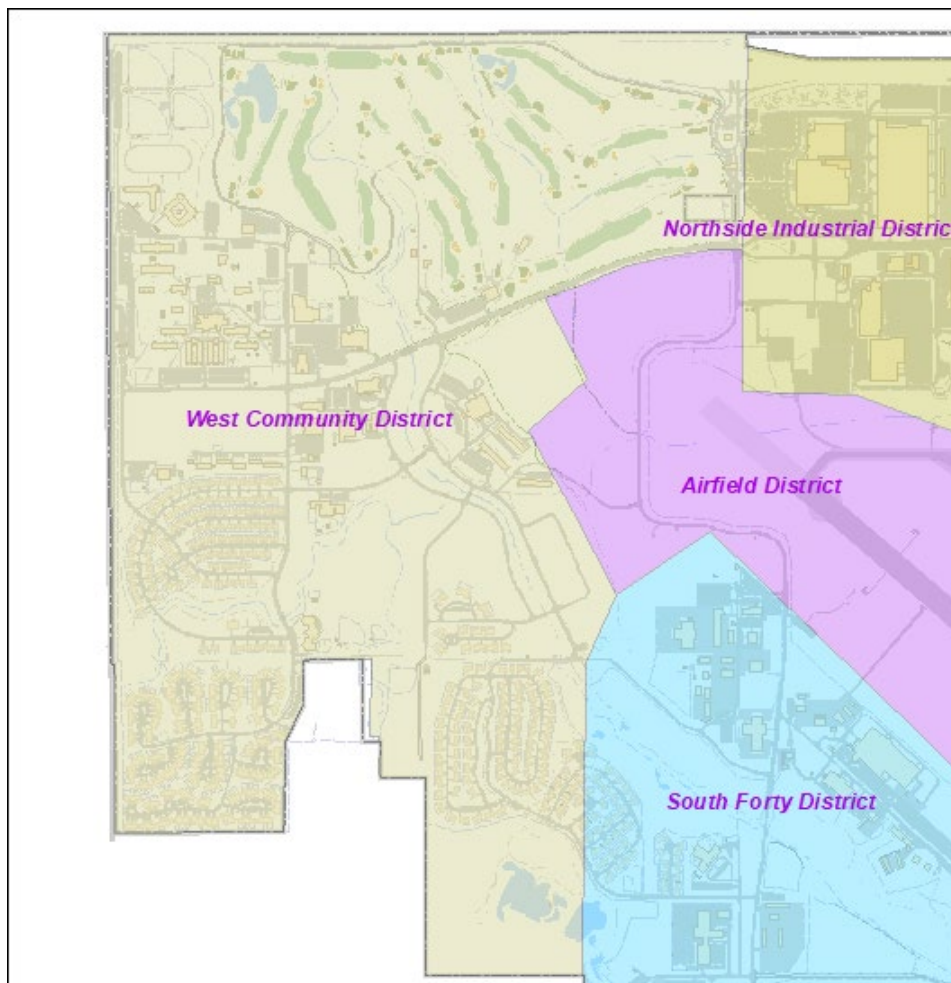 Northside Industrial Distric
West Community District
Airfield District
South Forty District